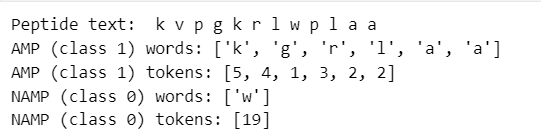 Peptide text:  k v p g k r l w p l a a
AMP (class 1) words: ['k', 'g', 'r', 'l', 'a', 'a']
AMP (class 1) tokens: [5, 4, 1, 3, 2, 2]
NAMP (class 0) words: ['w']
NAMP (class 0) tokens: [19]